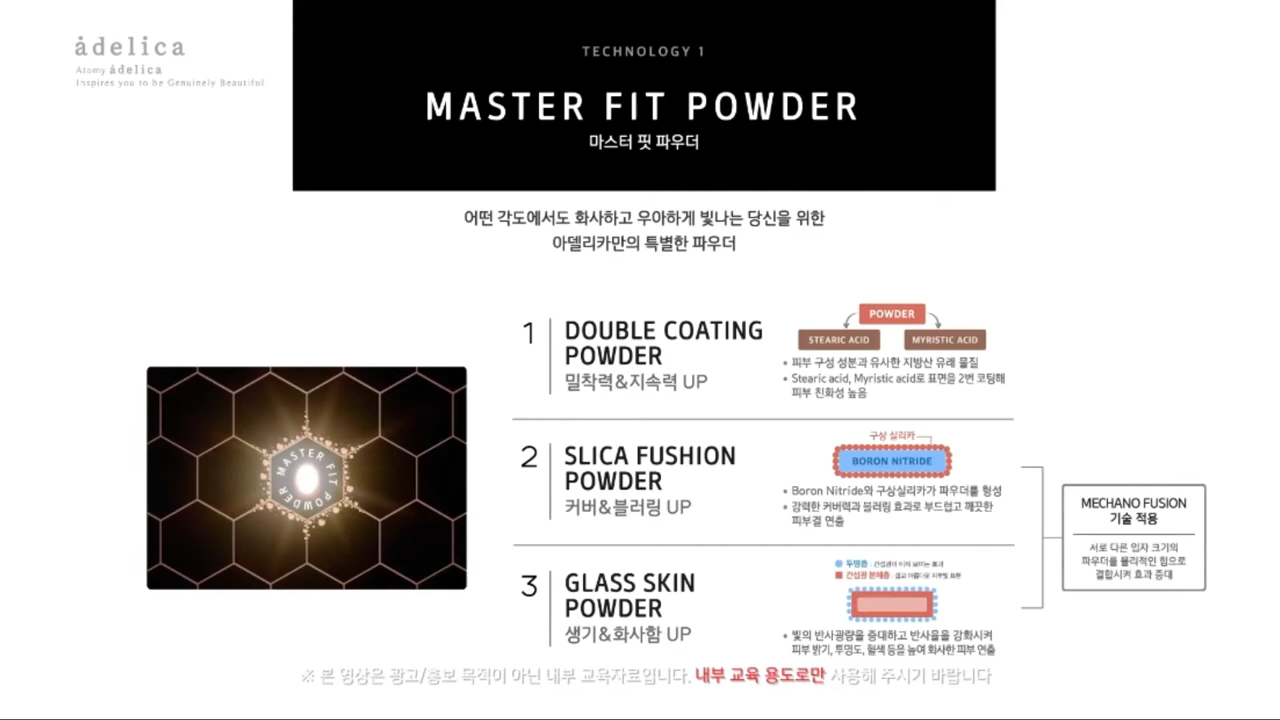 àdelica
Atomy àdelica
Inspires you to be Genuinely Beautiful
TECHNOLOGY 1
MASTER FIT POWDER
마스터 핏 파우더
어떤 각도에서도 화사하고 우아하게 빛나는 당신을 위한
아델리카만의 특별한 파우더
MASTER FIT POWDER
1
DOUBLE COATING
POWDER
밀착력&지속력 UP
POWDER
STEARIC ACID
MYRISTIC ACID
• 피부 구성 성분과 유사한 지방산 유래 물질
• Stearic acid, Myristic acid로 표면을 2번 코팅해
피부 친화성 높음
2
SLICA FUSHION
POWDER
커버&블러링 UP
구상 실리카
BORON NITRIDE
• Boron Nitride와 구상실리카가 파우더를 형성
• 강력한 커버력과 블러링 효과로 부드럽고 깨끗한
피부결 연출
3
GLASS SKIN
POWDER
생기&화사함 UP
투명층 :
간섭광 분체층 :
• 빛의 반사광량을 증대하고 반사율을 강화시켜
피부 밝기, 투명도, 혈색 등을 높여 화사한 피부 연출
MECHANO FUSION
기술 적용
서로 다른 입자 크기의
파우더를 물리적인 힘으로
결합시켜 효과 증대
※ 본 영상은 광고/홍보 목적이 아닌 내부 교육자료입니다. 내부 교육 용도로만 사용해 주시기 바랍니다